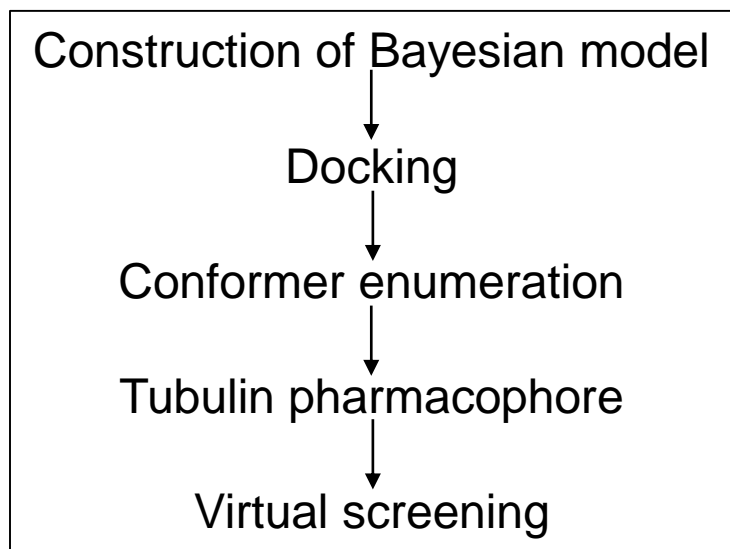 Construction of Bayesian model
Docking
Conformer enumeration
Tubulin pharmacophore
Virtual screening